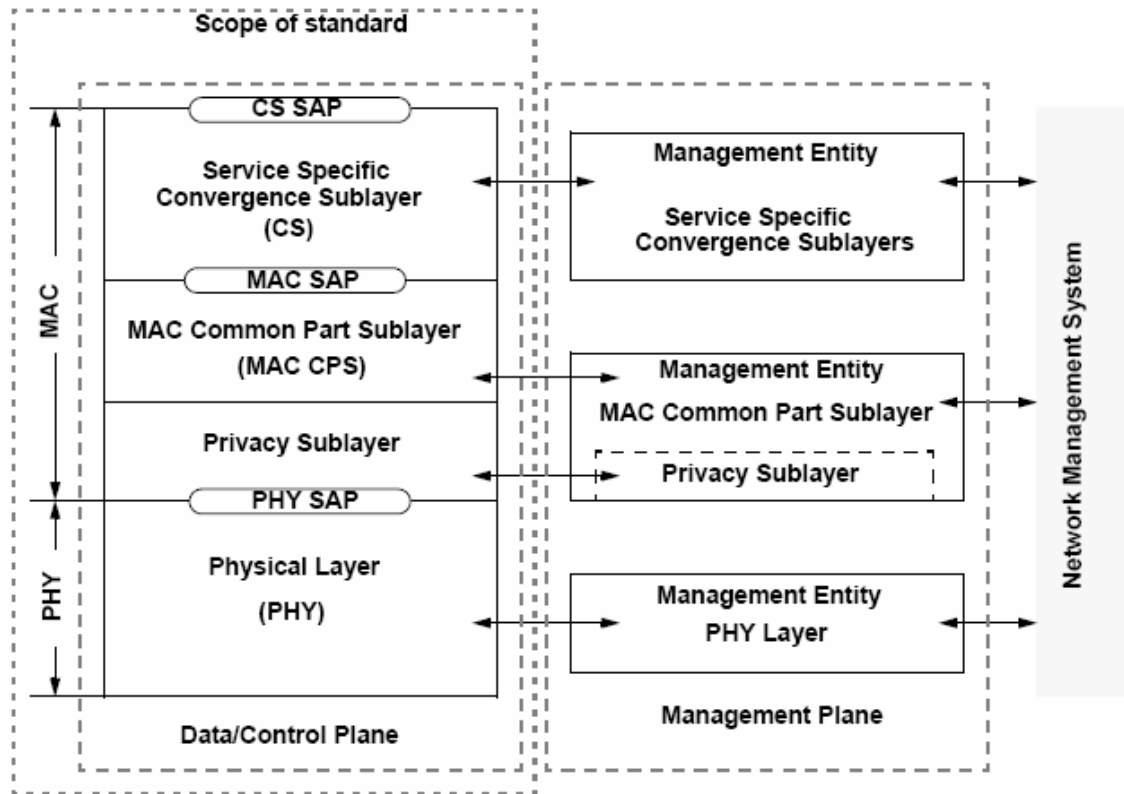 Scope of standard
CS SAP
Service Specific
Convergence Sublayer
(CS)
MAC SAP
MAC Common Part Sublayer
(MAC CPS)
Privacy Sublayer
PHY SAP
Physical Layer
(PHY)
Data/Control Plane
MAC
PHY
Management Entity
Service Specific
Convergence Sublayers
Management Entity
MAC Common Part Sublayer
Privacy Sublayer
Management Entity
PHY Layer
Management Plane
Network Management System